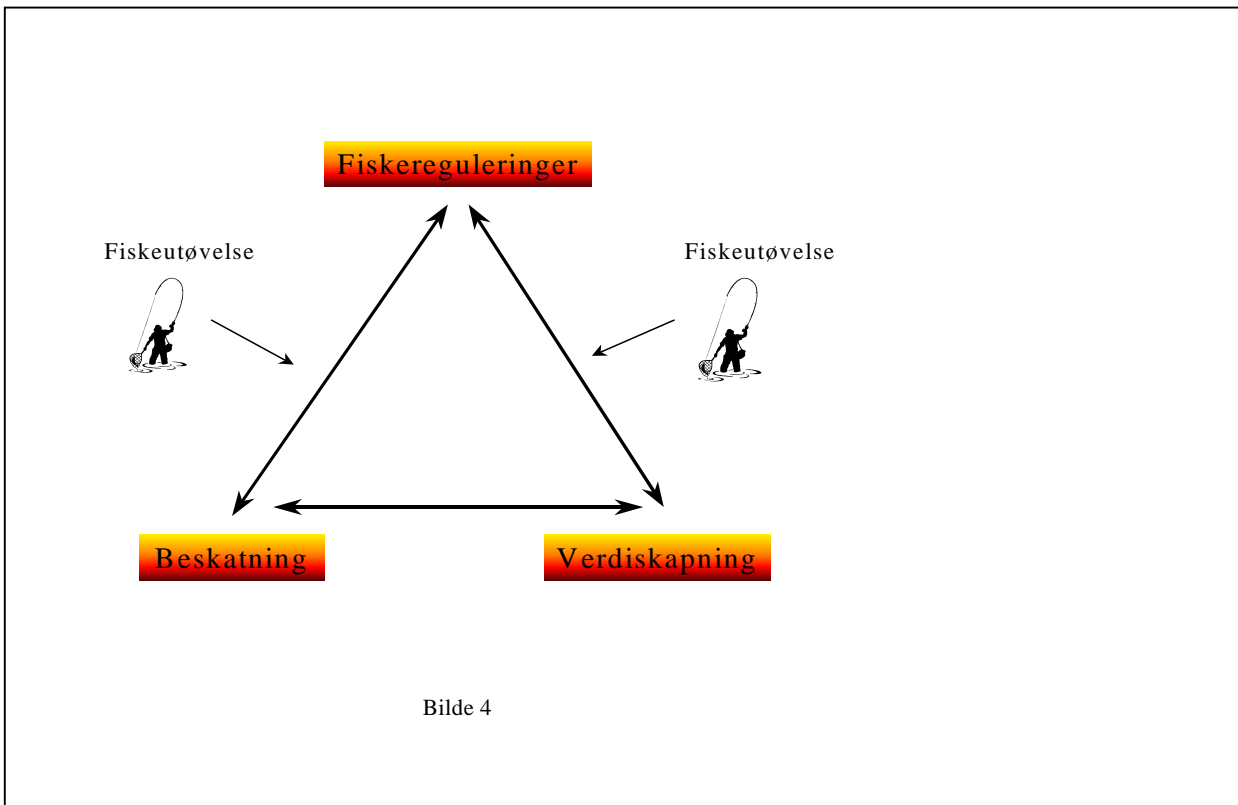 Fiskereguleringer
Fiskeutøvelse
Fiskeutøvelse
Beskatning
Verdiskapning
Bilde 4